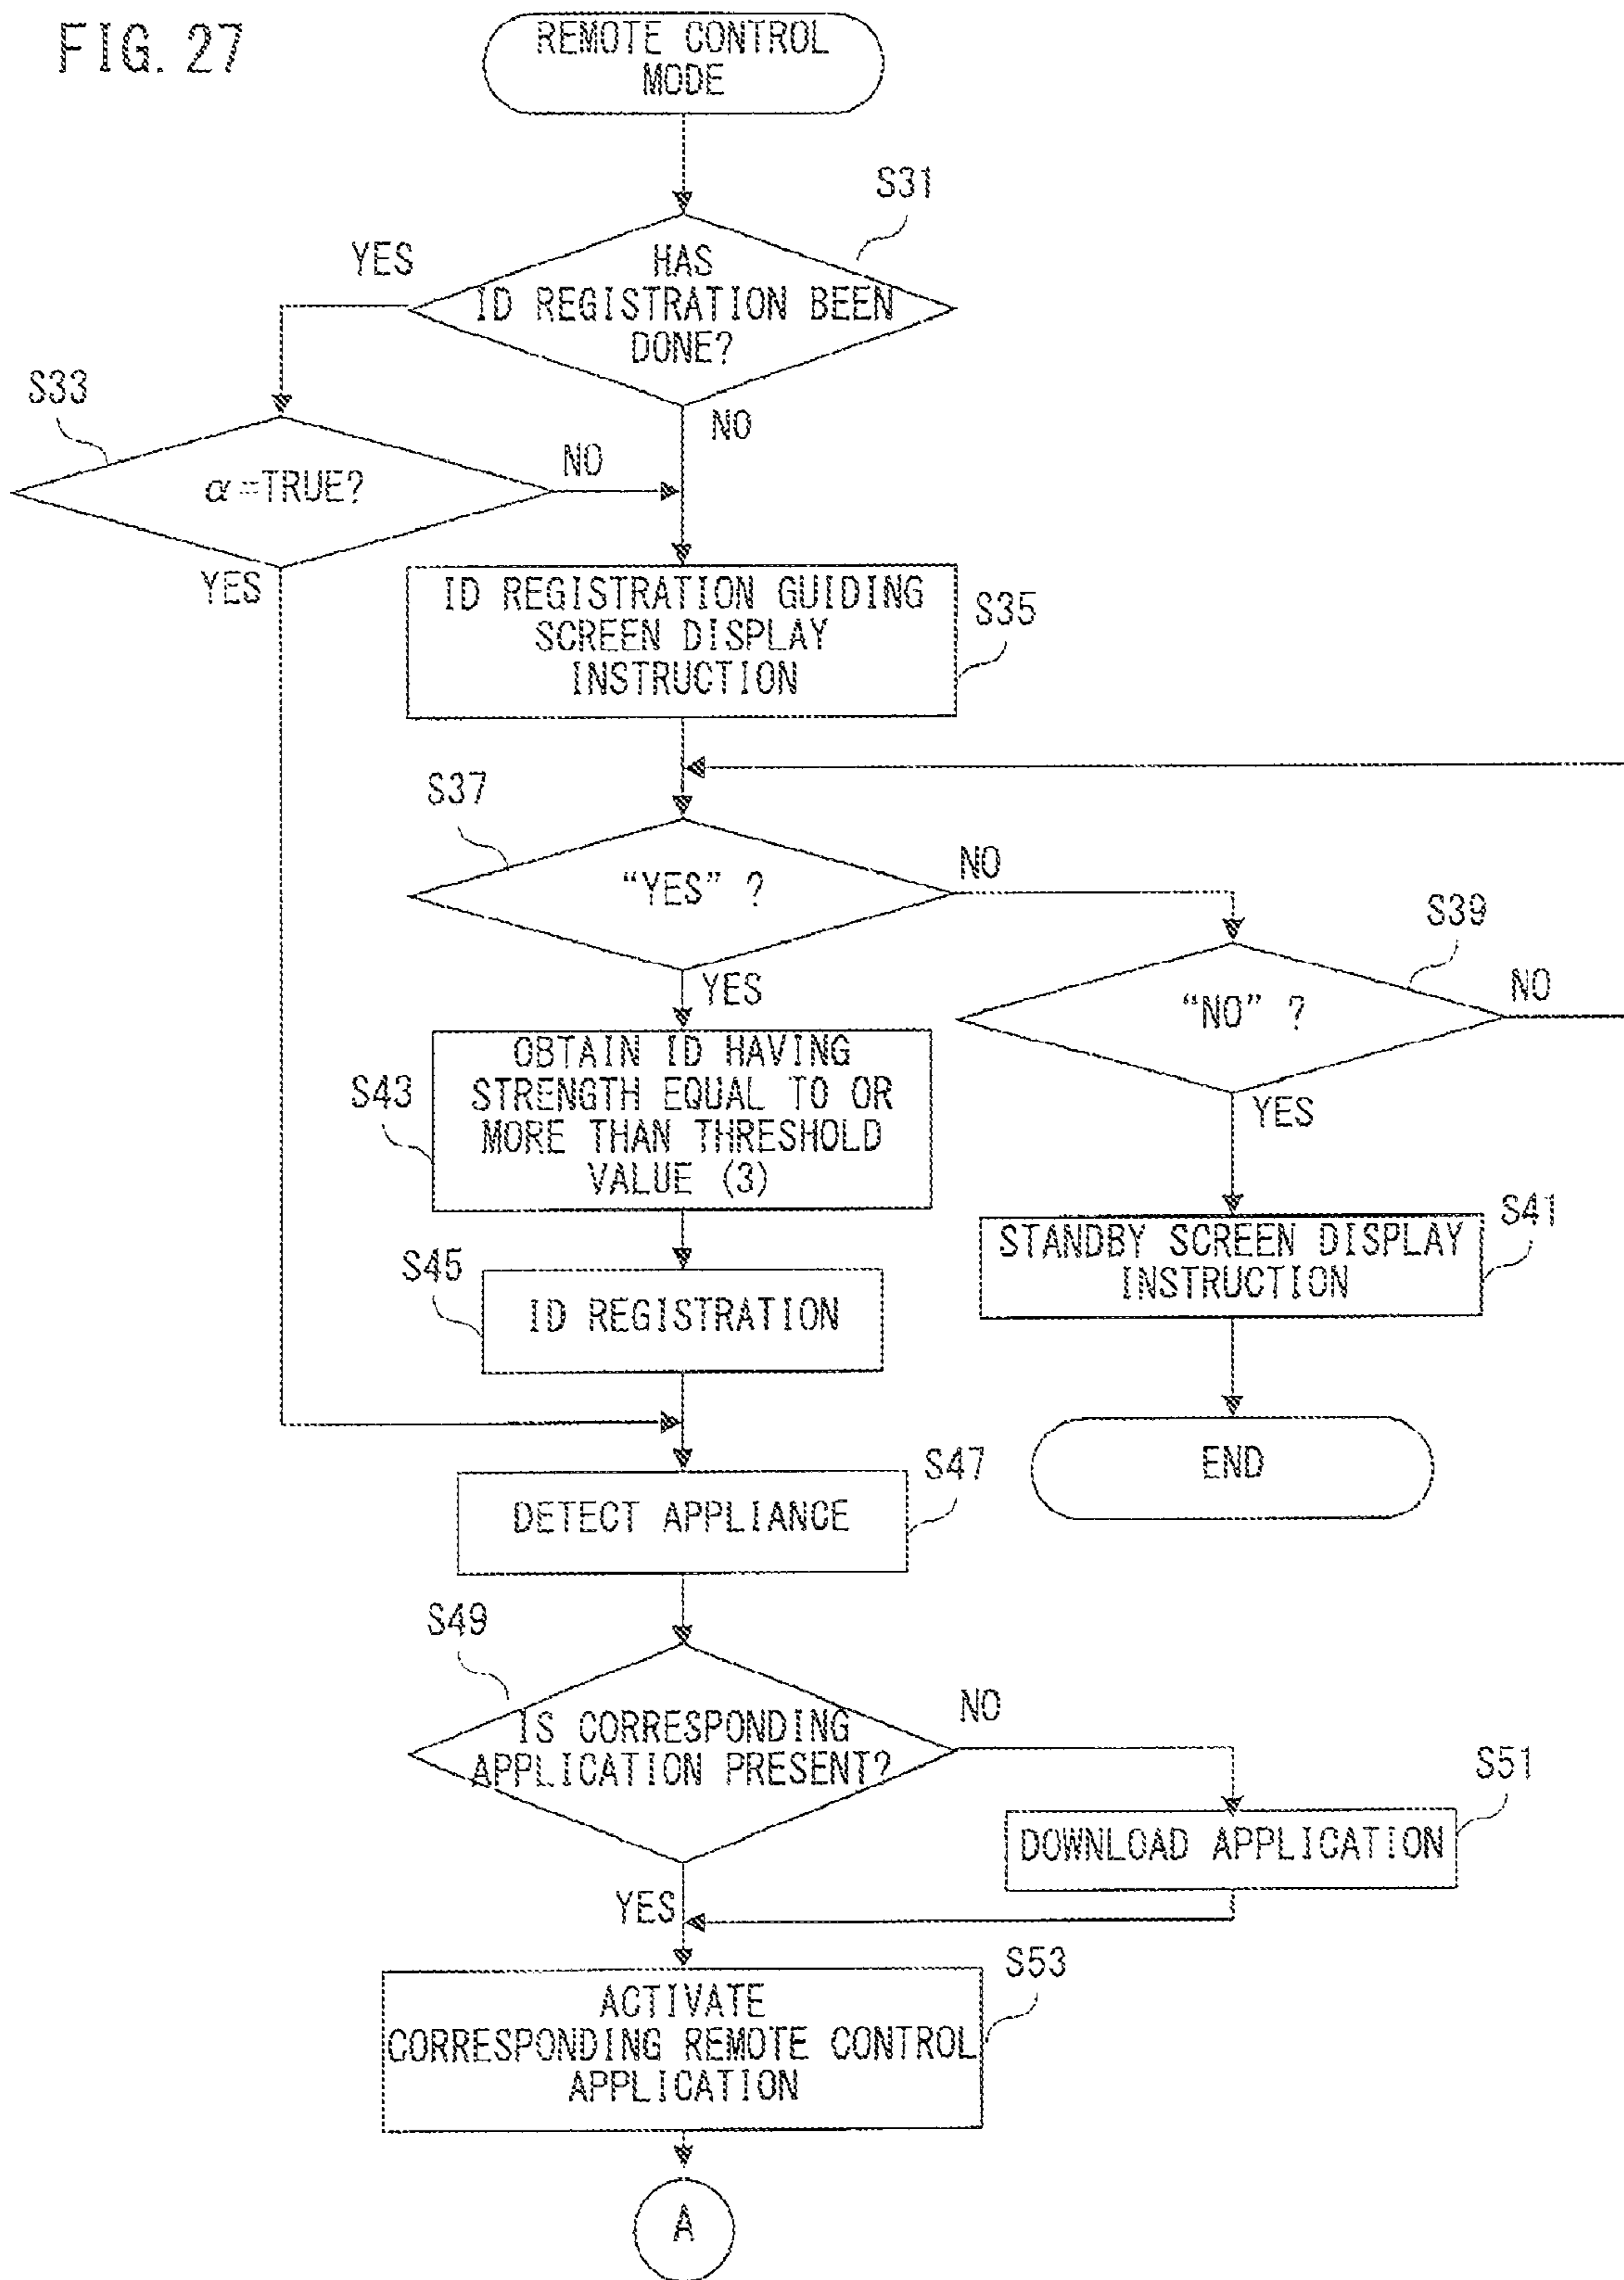 FIG. 27
REMOTE CONTROL
MODE
S31
YES
HAS
ID REGISTRATION BEEN
DONE?
S33
NO
NO
α=TRUE?
YES
ID REGISTRATION GUIDING
SCREEN DISPLAY
INSTRUCTION
S35
S37
NO
“YES” ?
S39
YES
NO
“NO” ?
OBTAIN ID HAVING
STRENGTH EQUAL TO OR
MORE THAN THRESHOLD
VALUE (3)
S43
YES
S41
STANDBY SCREEN DISPLAY
INSTRUCTION
S45
ID REGISTRATION
END
S47
DETECT APPLIANCE
S49
NO
IS CORRESPONDING
APPLICATION PRESENT?
S51
DOWNLOAD APPLICATION
YES
S53
ACTIVATE
CORRESPONDING REMOTE CONTROL
APPLICATION
A